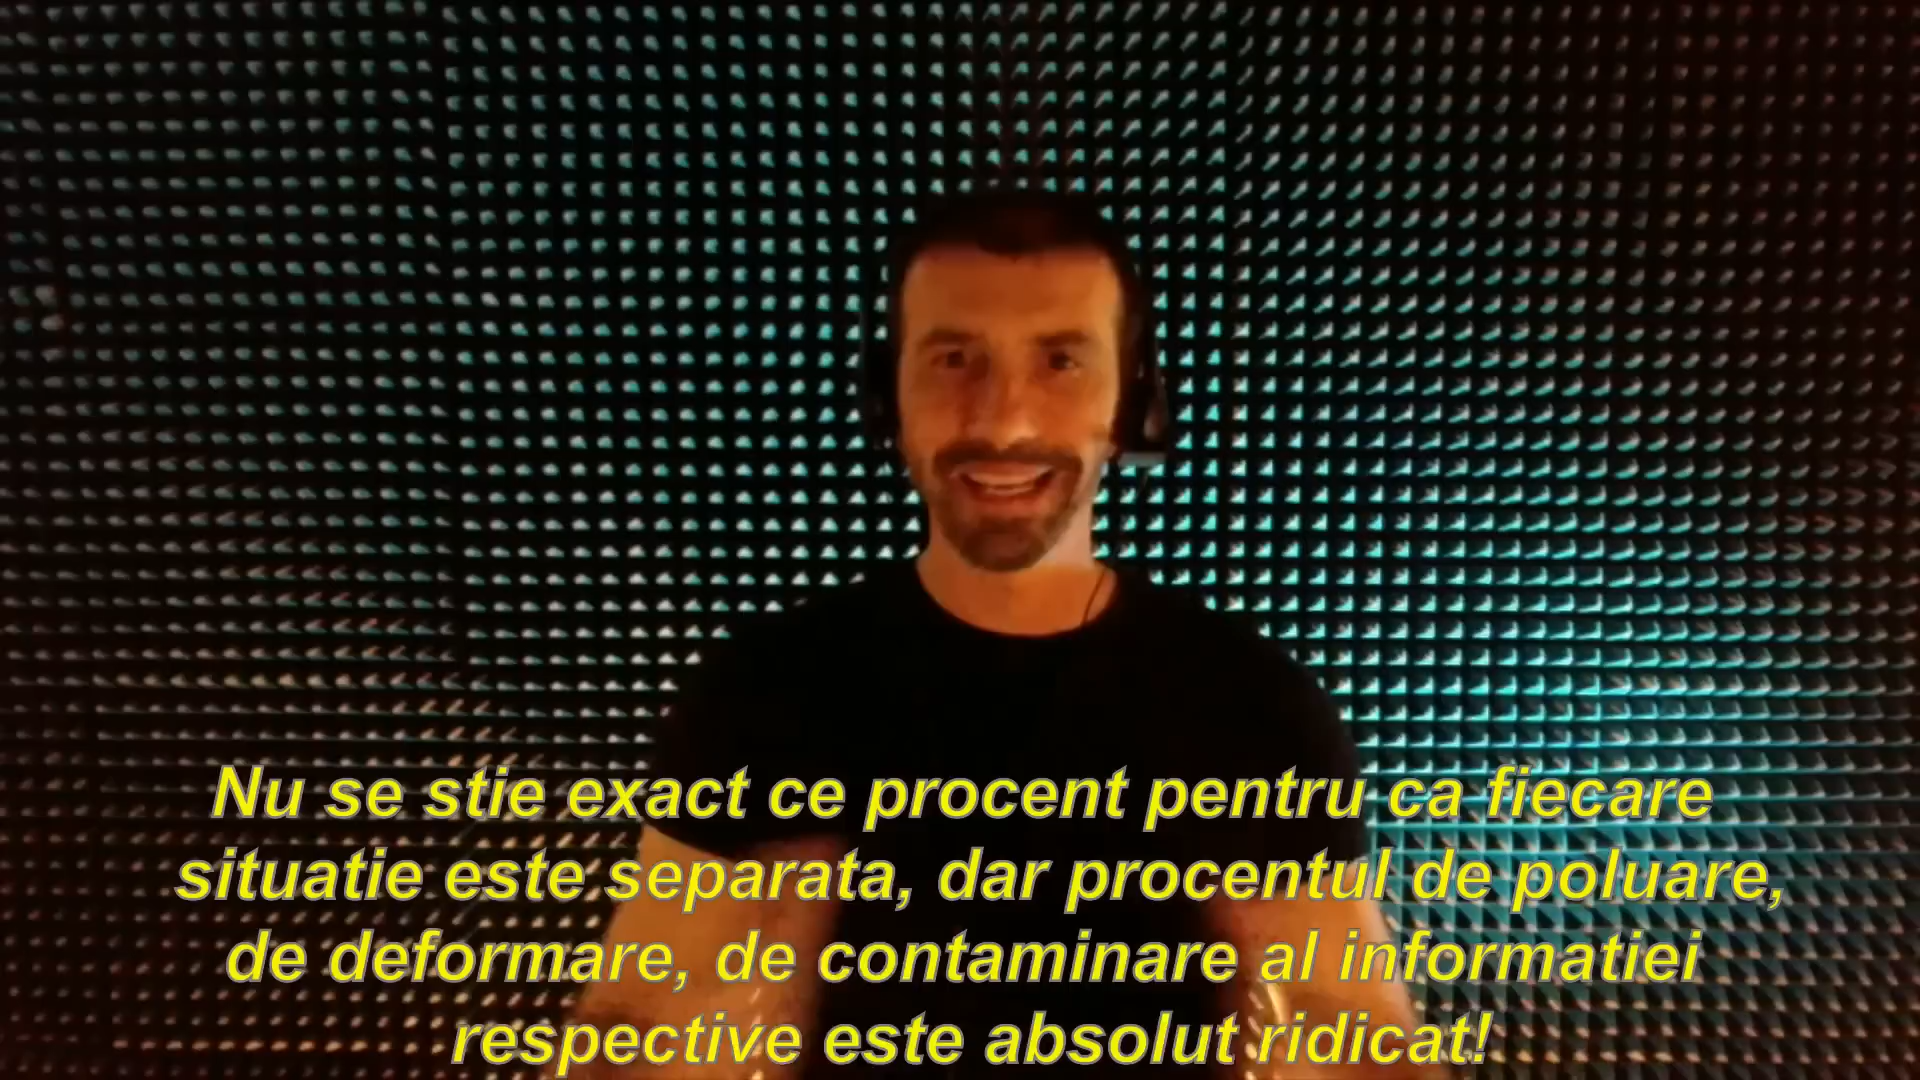 Nu se stie exact ce procent pentru ca fiecare
situatie este separata, dar procentul de poluare,
de deformare, de contaminare al informatiei
respective este absolut ridicat!